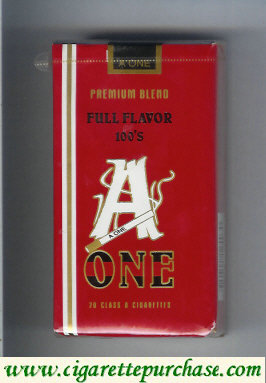 "A ONE"
PREMIUM BLEND
FULL FLAVOR
100'S
A
A ONE
ONE
20 CLASS A CIGARETTES
www.cigarettepurchase.com